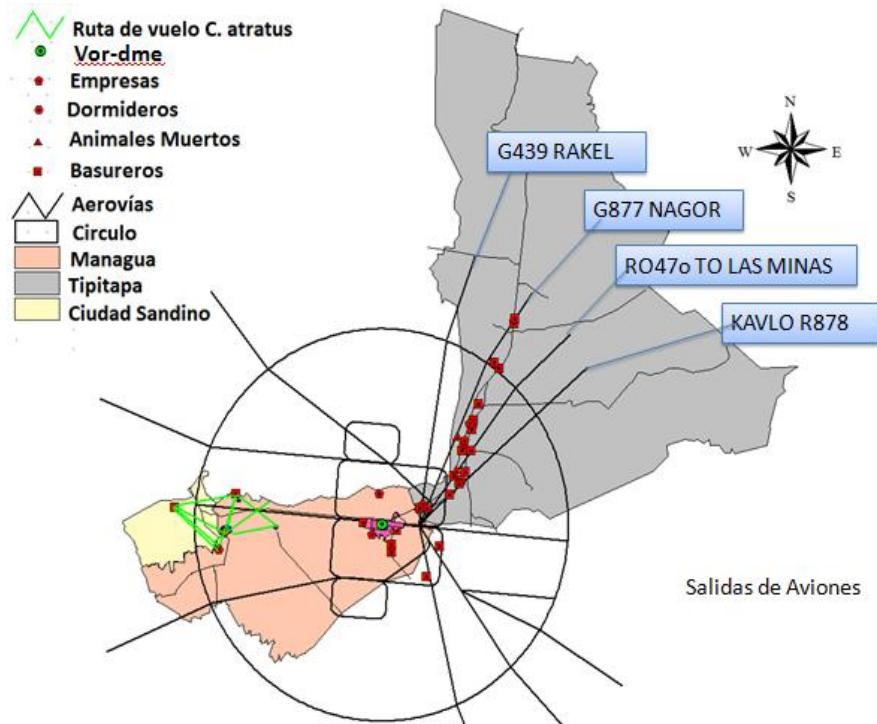 Ruta de vuelo C. atratus
Vor-dme
Empresas
Dormideros
Animales Muertos
Basureros
Aerovías
Circulo
Managua
Tipitapa
Ciudad Sandino
G439 RAKEL
G877 NAGOR
RO47o TO LAS MINAS
KAVLO R878
N
W
E
S
Salidas de Aviones